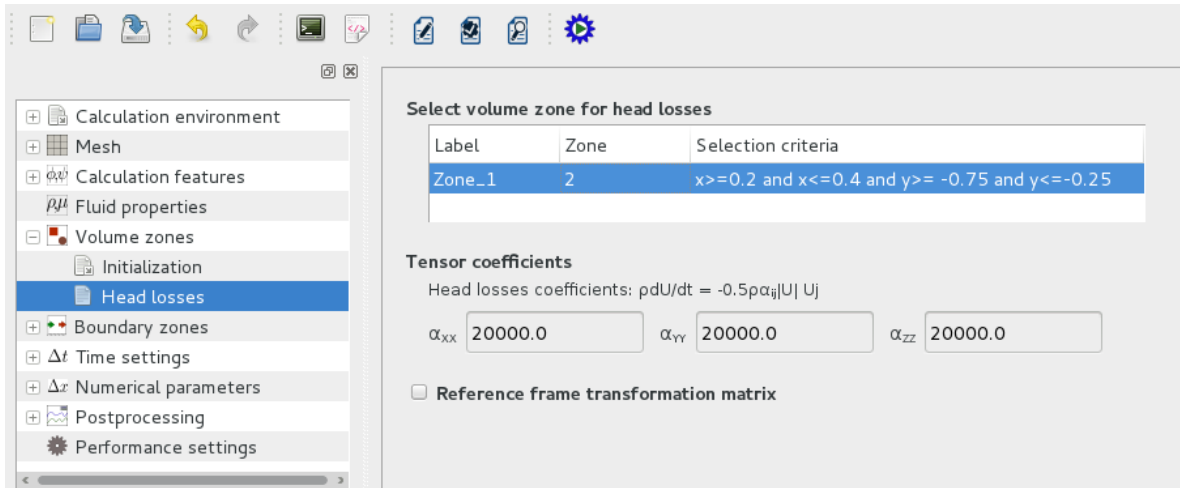 Calculation environment
Mesh
Calculation features
Fluid properties
Volume zones
Initialization
Head losses
Boundary zones
Δt Time settings
Δx Numerical parameters
Postprocessing
Performance settings
Select volume zone for head losses
Label Zone Selection criteria
Zone_1 2 x>=0.2 and x<=0.4 and y>= -0.75 and y<=-0.25
Tensor coefficients
Head losses coefficients: ρdU/dt = -0.5ραᵢⱼ|U| Uj
αXX 20000.0 αYY 20000.0 αZZ 20000.0
Reference frame transformation matrix